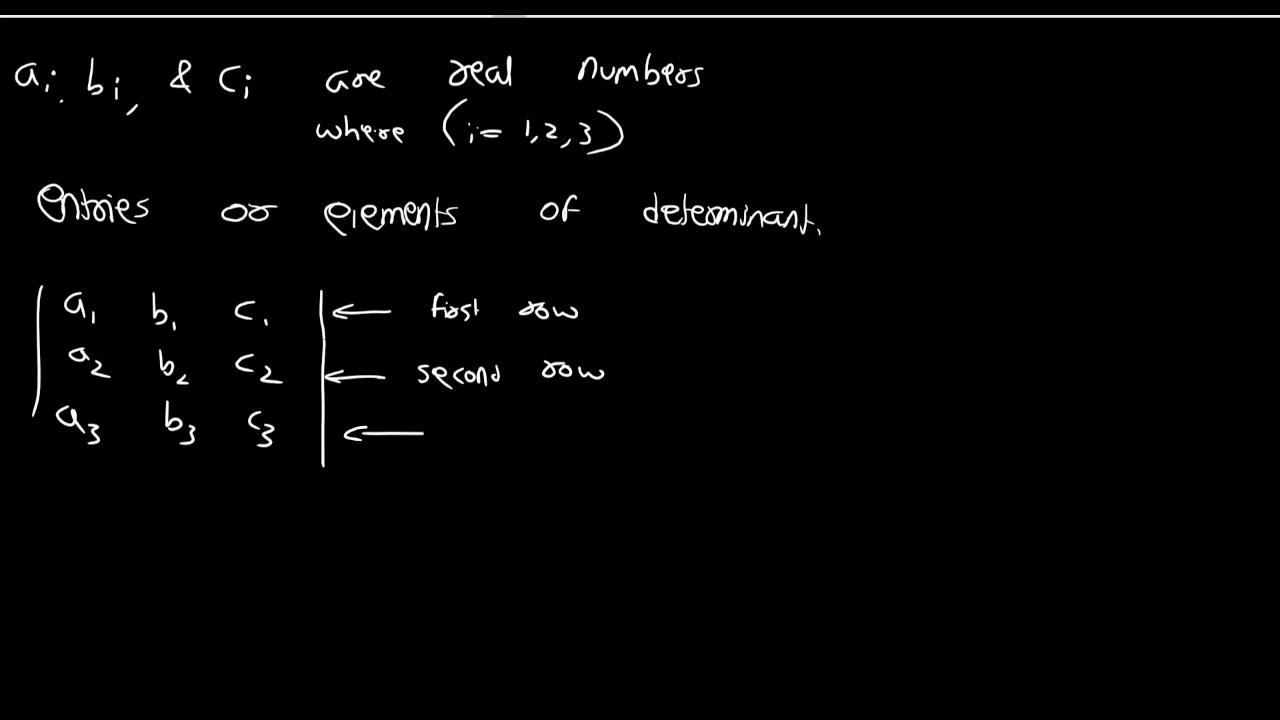 ai, bi, & ci are real numbers
where (i = 1, 2, 3)
Entries or elements of determinant.
| a1 b1 c1 | ← first row
| a2 b2 c2 | ← second row
| a3 b3 c3 | ←